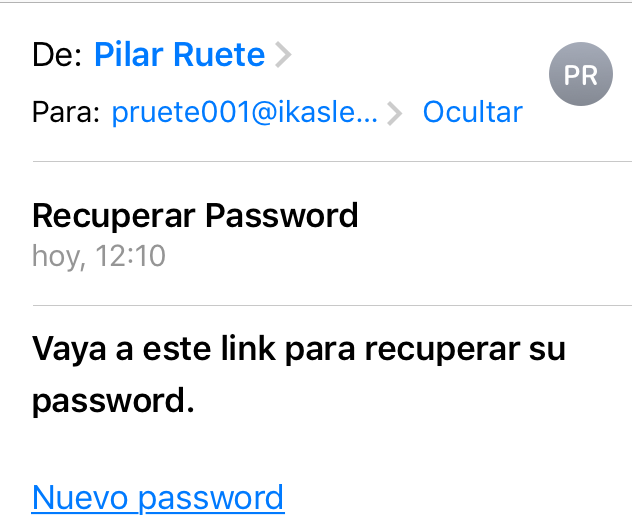 De: Pilar Ruete
PR
Para: pruete001@ikasle... Ocultar
Recuperar Password
hoy, 12:10
Vaya a este link para recuperar su
password.
Nuevo password